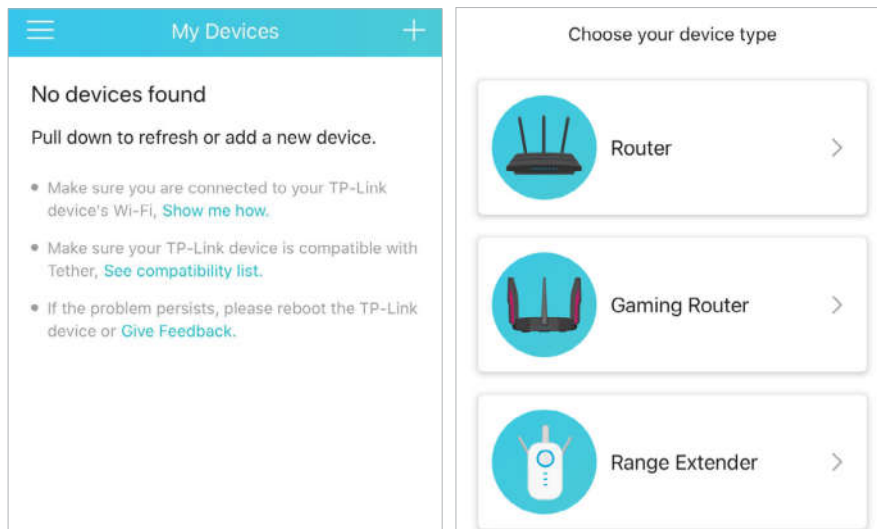 My Devices
No devices found
Pull down to refresh or add a new device.
Make sure you are connected to your TP-Link
device's Wi-Fi, Show me how.
Make sure your TP-Link device is compatible with
Tether, See compatibility list.
If the problem persists, please reboot the TP-Link
device or Give Feedback.
Choose your device type
Router
Gaming Router
Range Extender